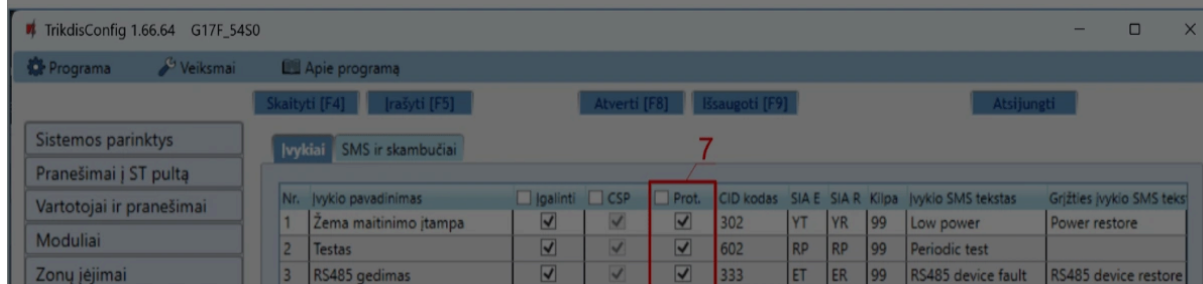 TrikdisConfig 1.66.64 G17F_54S0
Programa Veiksmai Apie programą
Skaityti [F4] Įrašyti [F5] Atverti [F8] Išsaugoti [F9] Atsijungti
Sistemos parinktys
Įvykiai SMS ir skambučiai
7
Pranešimai į ST pultą
Vartotojai ir pranešimai
Nr. Įvykio pavadinimas Įgalinti CSP Prot. CID kodas SIA E SIA R Kilpa Įvykio SMS tekstas Grįžties įvykio SMS teks
1 Žema maitinimo įtampa 302 YT YR 99 Low power Power restore
Moduliai
2 Testas 602 RP RP 99 Periodic test
Zonų įėjimai
3 RS485 gedimas 333 ET ER 99 RS485 device fault RS485 device restore